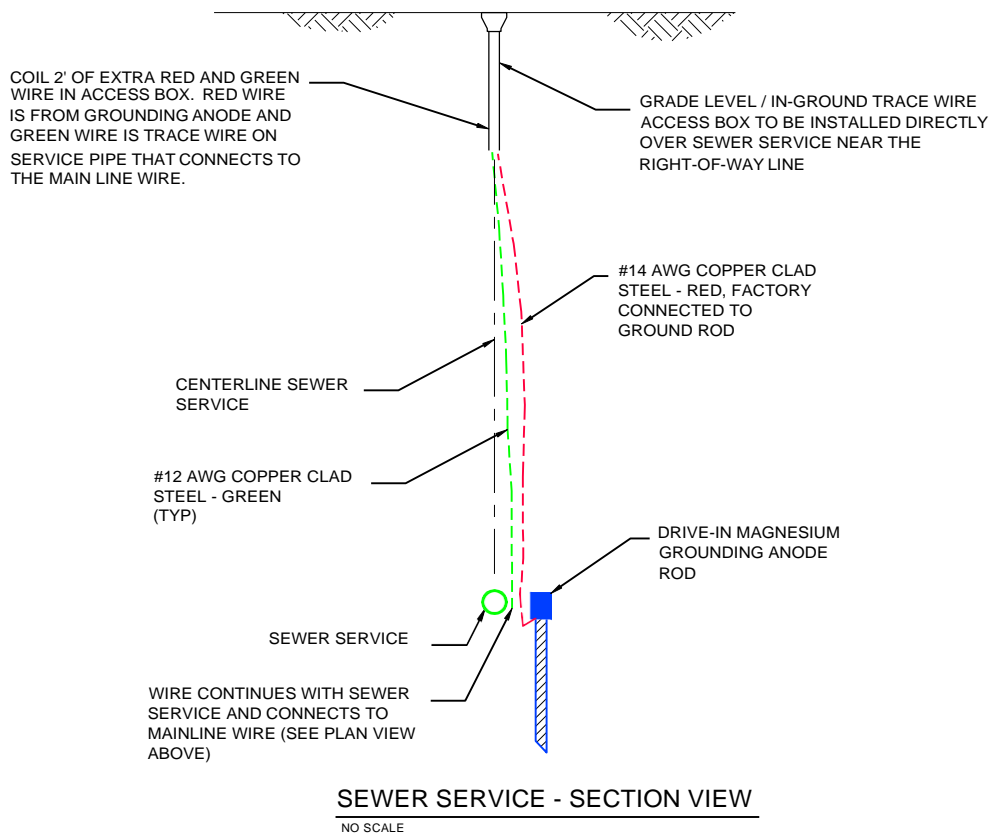 COIL 2' OF EXTRA RED AND GREEN
WIRE IN ACCESS BOX. RED WIRE
IS FROM GROUNDING ANODE AND
GREEN WIRE IS TRACE WIRE ON
SERVICE PIPE THAT CONNECTS TO
THE MAIN LINE WIRE.
GRADE LEVEL / IN-GROUND TRACE WIRE
ACCESS BOX TO BE INSTALLED DIRECTLY
OVER SEWER SERVICE NEAR THE
RIGHT-OF-WAY LINE
#14 AWG COPPER CLAD
STEEL - RED, FACTORY
CONNECTED TO
GROUND ROD
CENTERLINE SEWER
SERVICE
#12 AWG COPPER CLAD
STEEL - GREEN
(TYP)
DRIVE-IN MAGNESIUM
GROUNDING ANODE
ROD
SEWER SERVICE
WIRE CONTINUES WITH SEWER
SERVICE AND CONNECTS TO
MAINLINE WIRE (SEE PLAN VIEW
ABOVE)
SEWER SERVICE - SECTION VIEW
NO SCALE